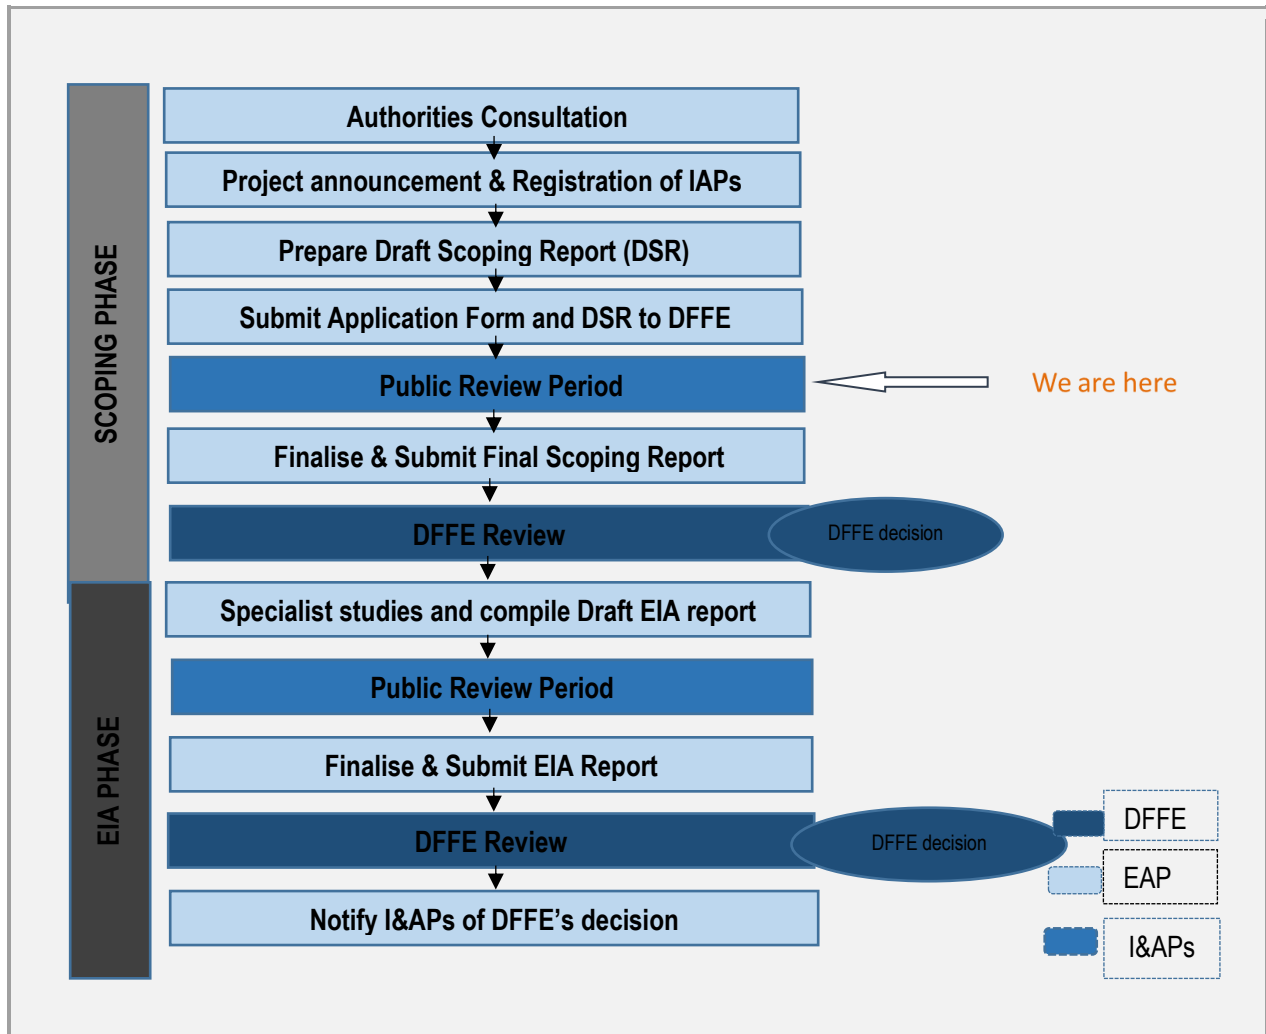 SCOPING PHASE
Authorities Consultation
Project announcement & Registration of IAPs
Prepare Draft Scoping Report (DSR)
Submit Application Form and DSR to DFFE
Public Review Period
We are here
Finalise & Submit Final Scoping Report
DFFE Review
DFFE decision
EIA PHASE
Specialist studies and compile Draft EIA report
Public Review Period
Finalise & Submit EIA Report
DFFE Review
DFFE decision
Notify I&APs of DFFE’s decision
DFFE
EAP
I&APs